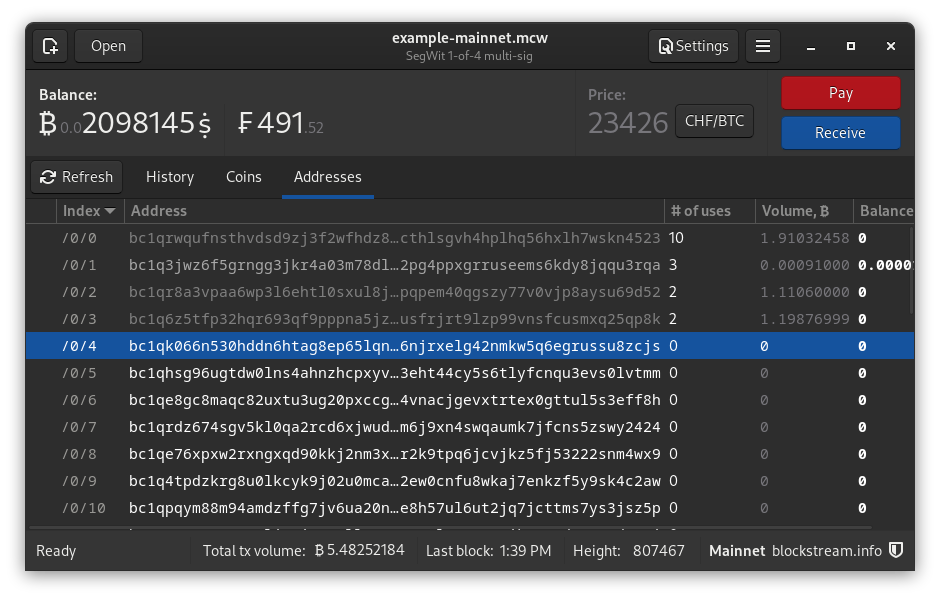 Open
example-mainnet.mcw
SegWit 1-of-4 multi-sig
Settings
Balance:
₿ 0.02098145 ṩ
₣ 491.52
Price:
23426
CHF/BTC
Pay
Receive
Refresh
History
Coins
Addresses
Index Address # of uses Volume, ₿ Balance
/0/0 bc1qrwqufnsthvdsd9zj3f2wfhdz8…cthlsgvh4hplhq56hxlh7wskn4523 10 1.91032458 0
/0/1 bc1q3jwz6f5grngg3jkr4a03m78dl…2pg4ppxgrruseems6kdy8jqqu3rqa 3 0.00091000
/0/2 bc1qr8a3vpaa6wp3l6ehtl0sxul8j…pqpem40qgszy77v0vjp8aysu69d52 2 1.11060000 0
/0/3 bc1q6z5tfp32hqr693qf9pppna5jz…usfrjrt9lzp99vnsfcusmxq25qp8k 2 1.19876999 0
/0/4 bc1qk066n530hddn6htag8ep65lqn…6njrxelg42nmkw5q6egrussu8zcjs 0 0 0
/0/5 bc1qhsg96ugtdw0lns4ahnzhcpxyv…3eht44cy5s6tlyfcnqu3evs0lvtmm 0 0 0
/0/6 bc1qe8gc8maqc82uxtu3ug20pxccg…4vnacjgevxtrtex0gttul5s3eff8h 0 0 0
/0/7 bc1qrdz674sgv5kl0qa2rcd6xjwud…m6j9xn4swqaumk7jfcns5zswy2424 0 0 0
/0/8 bc1qe76xpxw2rxngxqd90kkj2nm3x…r2k9tpq6jcvjkz5fj53222snm4wx9 0 0 0
/0/9 bc1q4tpdzkrg8u0lkcyk9j02u0mca…2ew0cnfu8wkaj7enkzf5y9sk4c2aw 0 0 0
/0/10 bc1qpqym88m94amdzffg7jv6ua20n…e8h57ul6ut2jq7jcttms7ys3jsz5p 0 0 0
Ready
Total tx volume: ₿ 5.48252184
Last block: 1:39 PM
Height: 807467
Mainnet blockstream.info